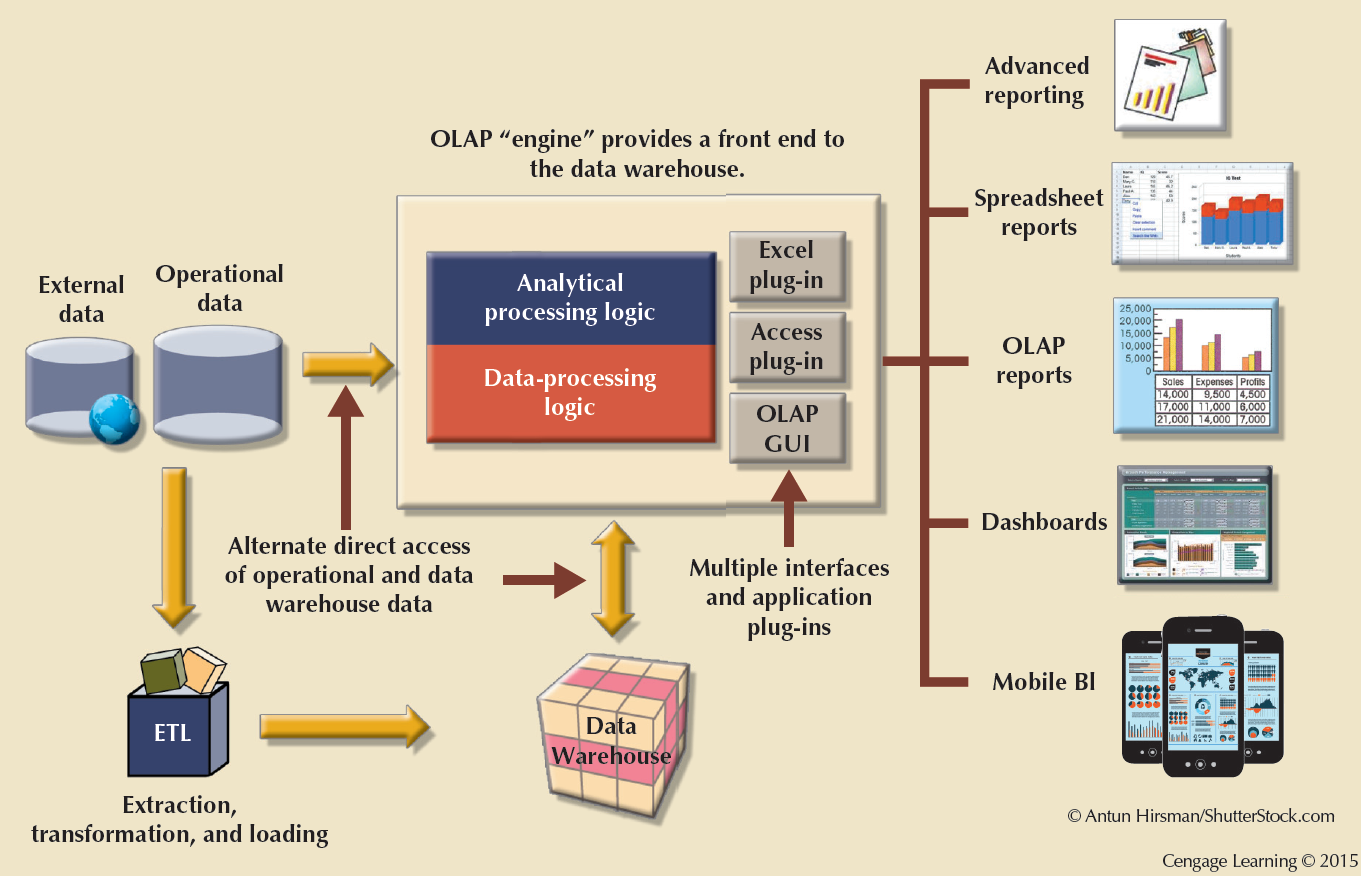 OLAP “engine” provides a front end to
the data warehouse.
External
data
Operational
data
Analytical
processing logic
Data-processing
logic
Excel
plug-in
Access
plug-in
OLAP
GUI
Alternate direct access
of operational and data
warehouse data
Multiple interfaces
and application
plug-ins
ETL
Extraction,
transformation, and loading
Data
Warehouse
Advanced
reporting
Spreadsheet
reports
OLAP
reports
25,000
20,000
15,000
10,000
5,000
0
Sales Expenses Profits
14,000 9,500 4,500
17,000 11,000 6,000
21,000 14,000 7,000
Dashboards
Mobile BI
© Antun Hirsman/ShutterStock.com
Cengage Learning © 2015